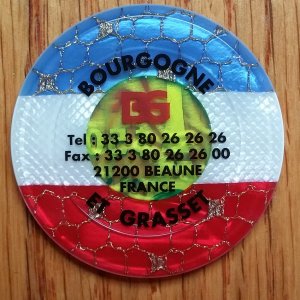 BOURGOGNE
BG
Tel : 33 3 80 26 26 26
Fax : 33 3 80 26 26 00
21200 BEAUNE
FRANCE
ET GRASSET